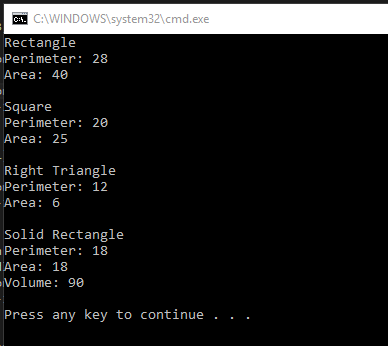 C:\WINDOWS\system32\cmd.exe
Rectangle
Perimeter: 28
Area: 40
Square
Perimeter: 20
Area: 25
Right Triangle
Perimeter: 12
Area: 6
Solid Rectangle
Perimeter: 18
Area: 18
Volume: 90
Press any key to continue . . .